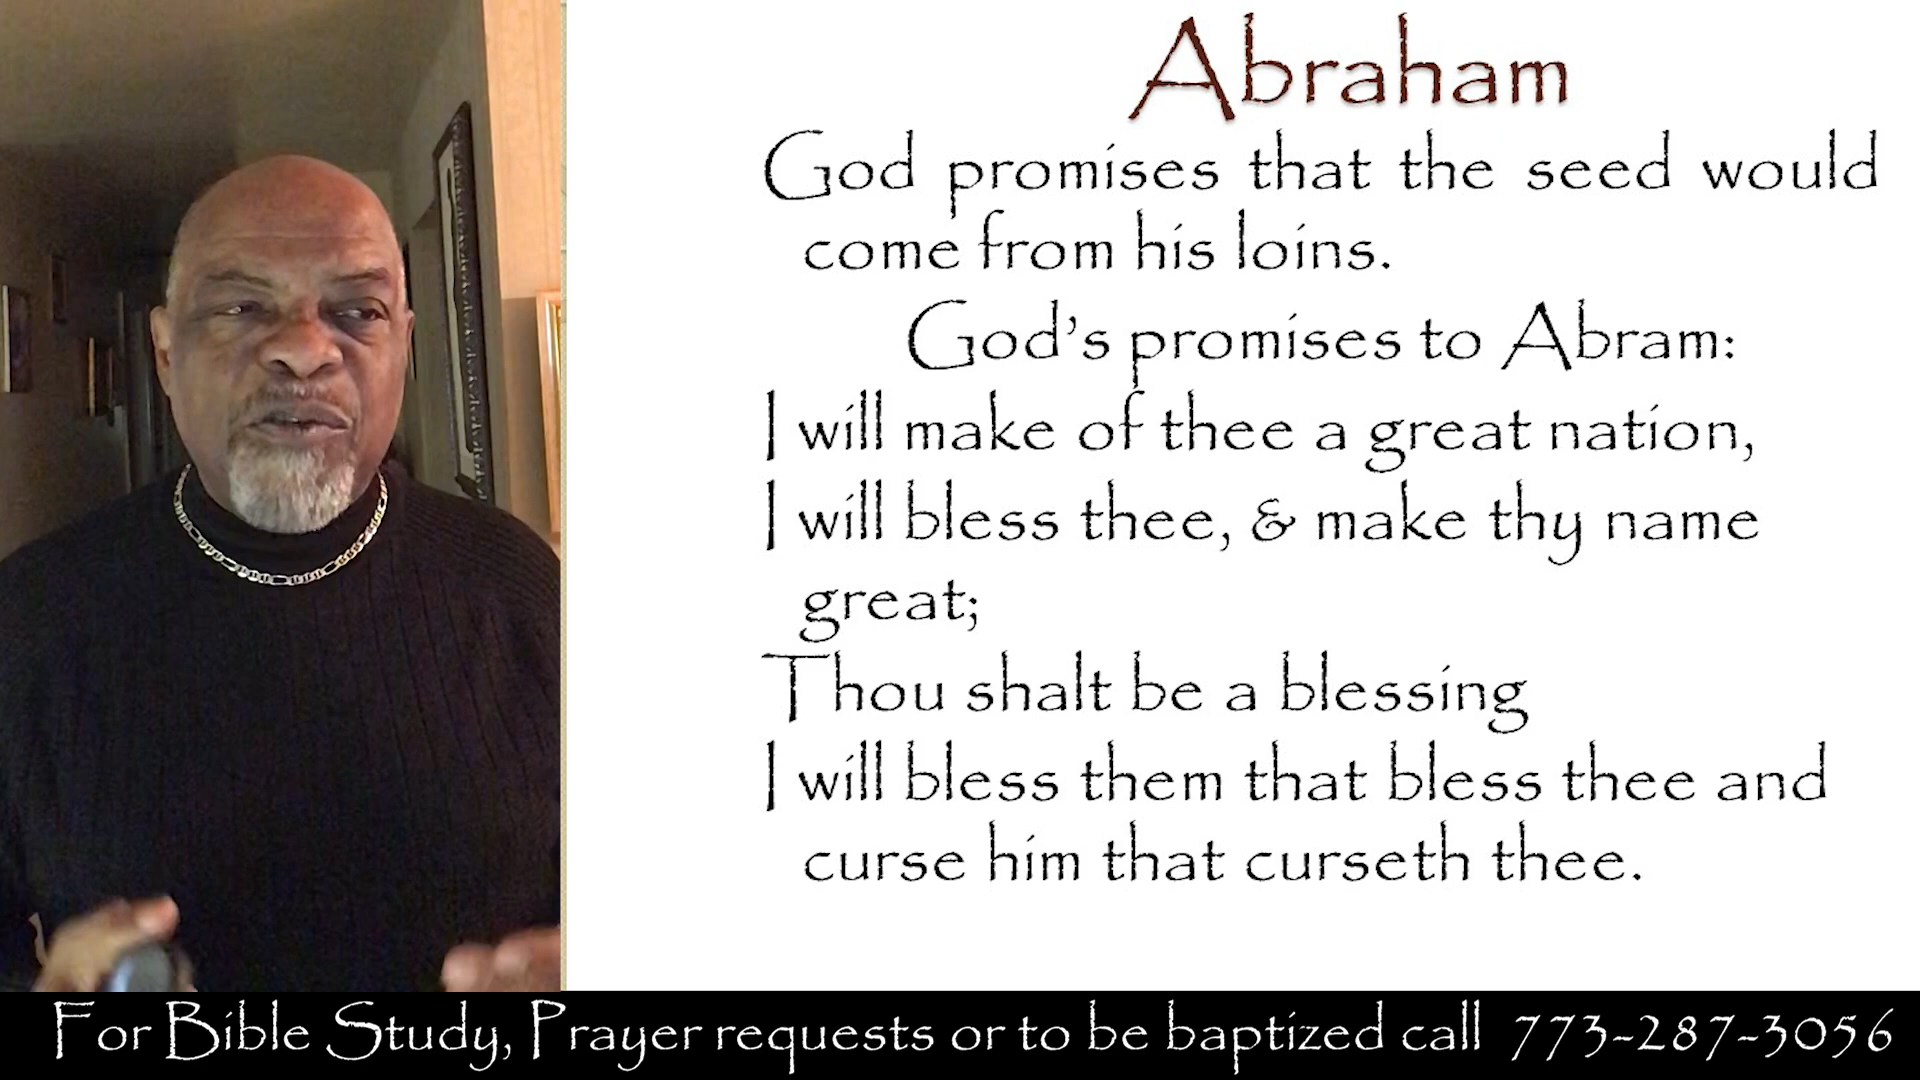 Abraham
God promises that the seed would
come from his loins.
God's promises to Abram:
I will make of thee a great nation,
I will bless thee, & make thy name
great;
Thou shalt be a blessing
I will bless them that bless thee and
curse him that curseth thee.
For Bible Study, Prayer requests or to be baptized call 773-287-3056